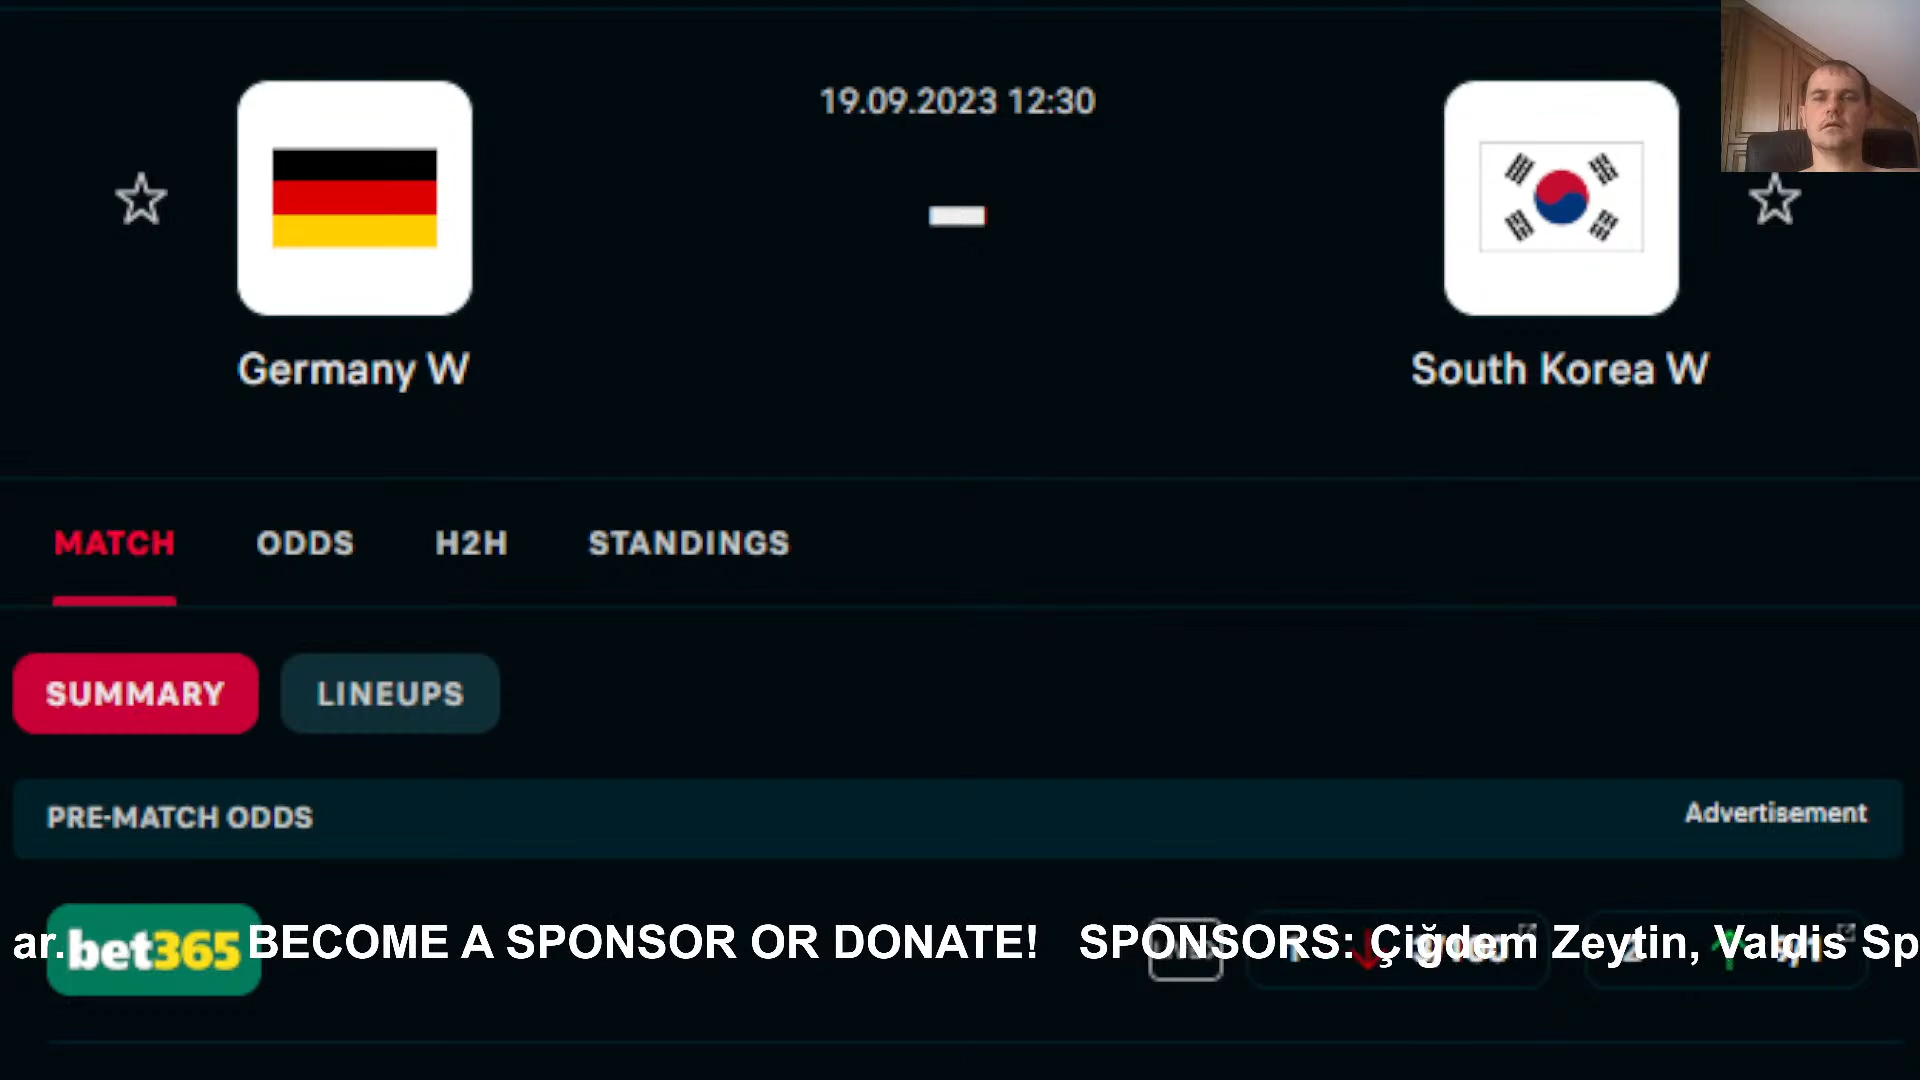 19.09.2023 12:30
-
Germany W
South Korea W
MATCH ODDS H2H STANDINGS
SUMMARY LINEUPS
PRE-MATCH ODDS
Advertisement
bet365
ar. BECOME A SPONSOR OR DONATE! SPONSORS: Çiğdem Zeytin, Valdis Sp